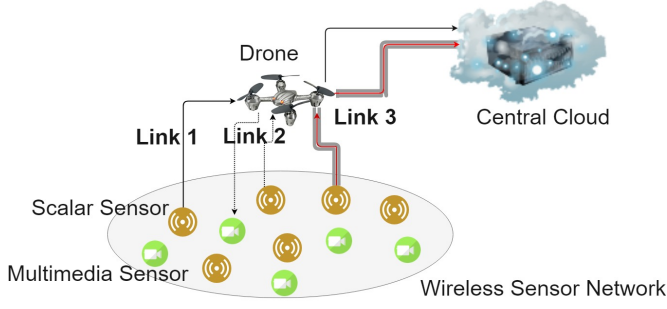 Drone
Central Cloud
Link 1
Link 2
Link 3
Scalar Sensor
Multimedia Sensor
Wireless Sensor Network